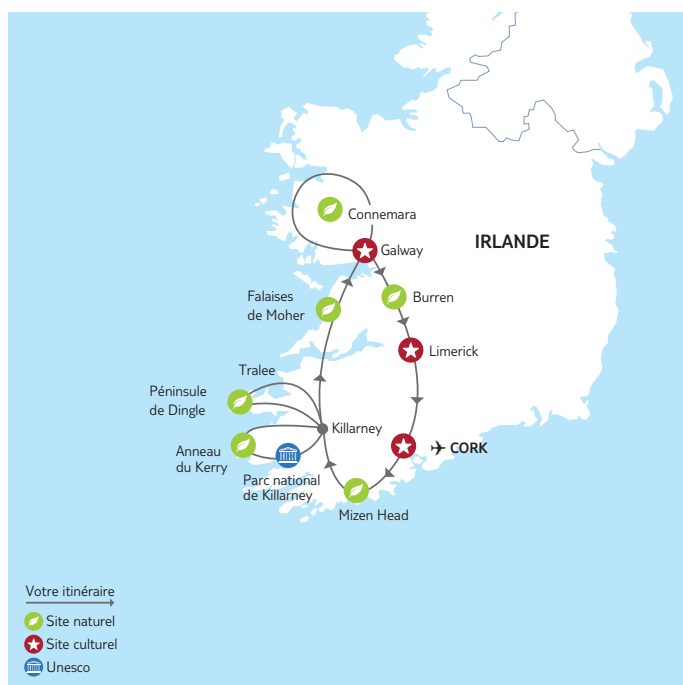 Connemara
Galway
IRLANDE
Falaises
de Moher
Burren
Limerick
Tralee
Péninsule
de Dingle
Killarney
Anneau
du Kerry
CORK
Parc national
de Killarney
Mizen Head
Votre itinéraire
Site naturel
Site culturel
Unesco